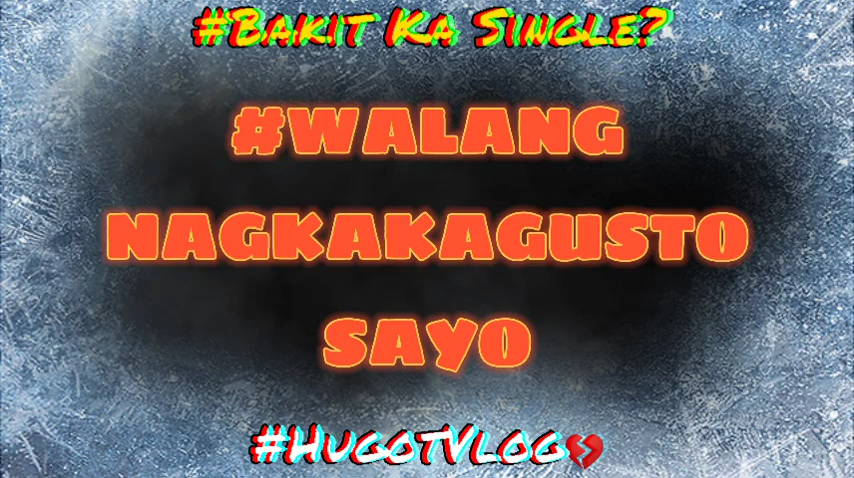 #Bakit Ka Single?
#WALANG
NAGKAKAGUSTO
SAYO
#HugotVlog💔